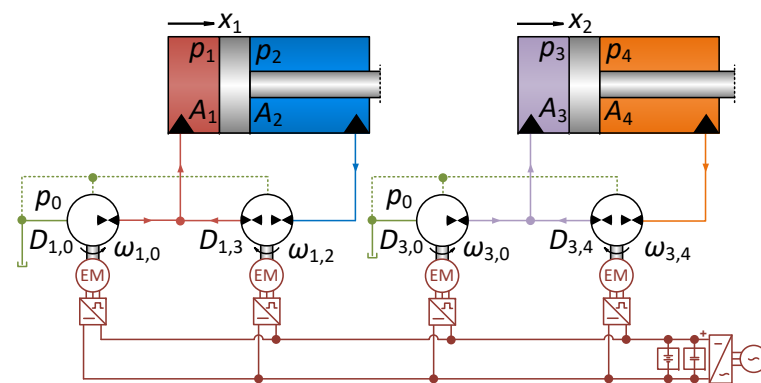 x1 x2
p1 p2 p3 p4
A1 A2 A3 A4
p0 p0
D1,0 ω1,0 D1,3 ω1,2 D3,0 ω3,0 D3,4 ω3,4
EM EM EM EM
+